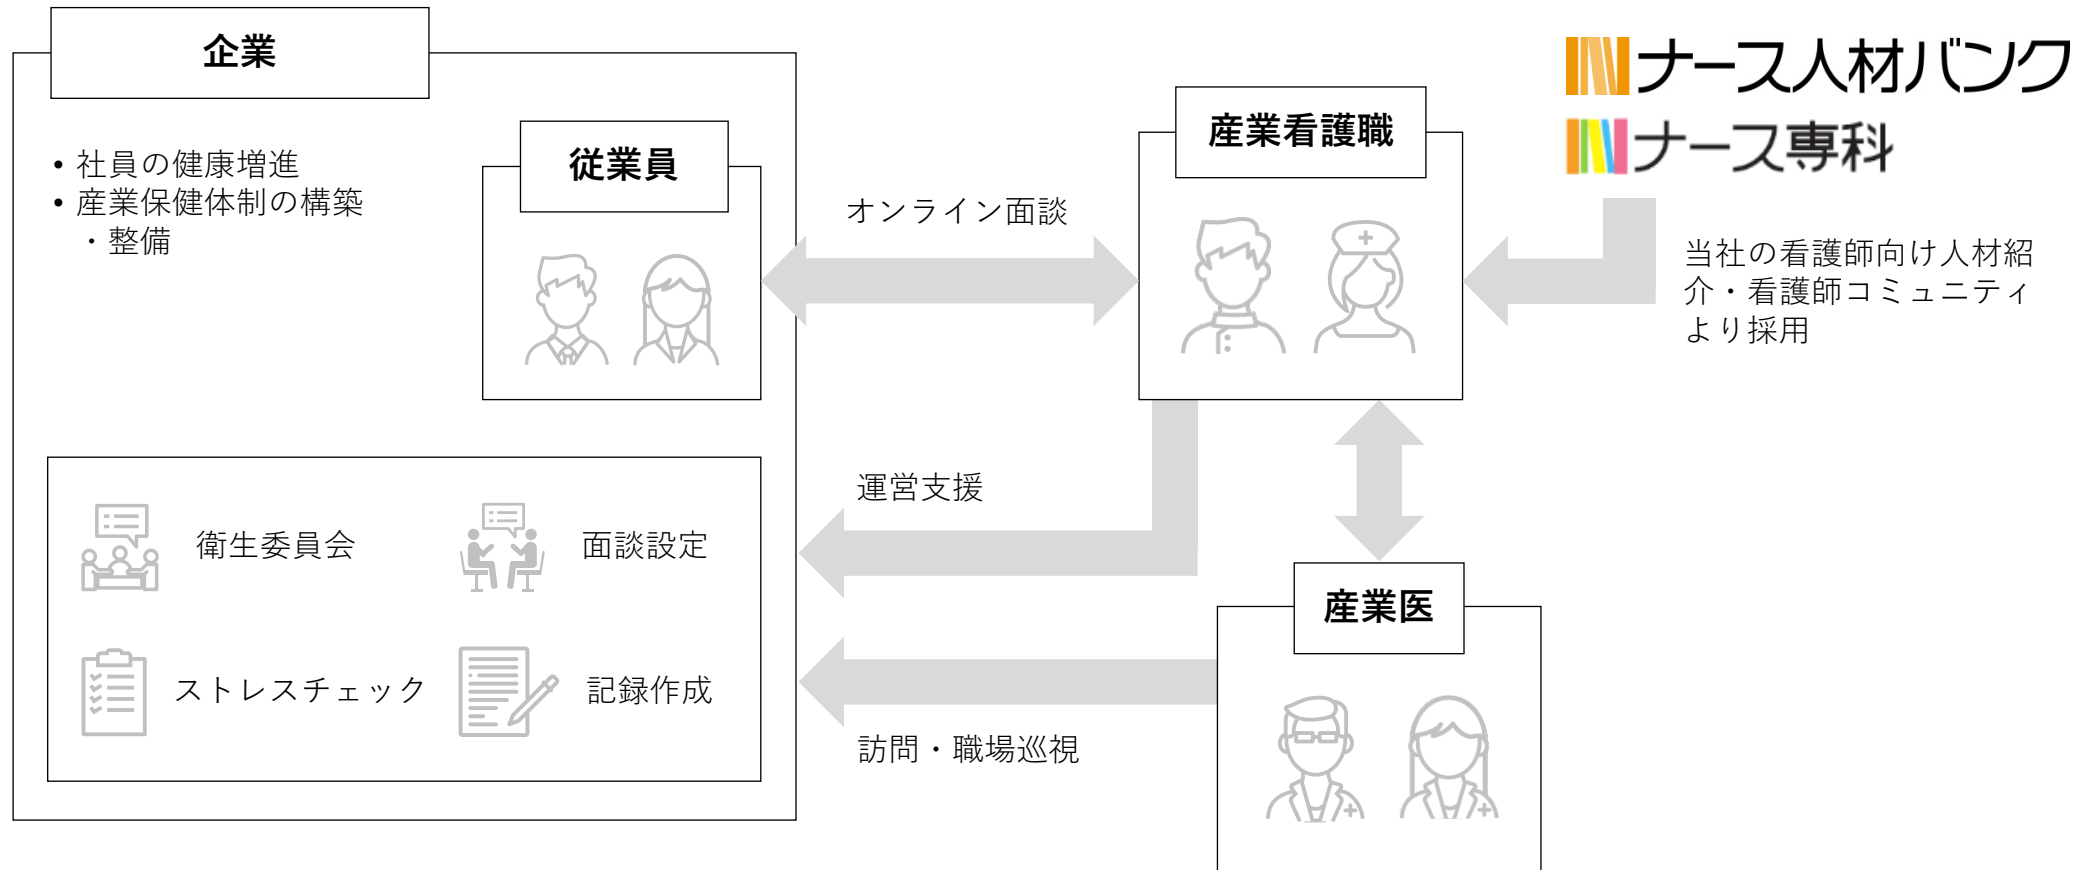 企業
• 社員の健康増進
• 産業保健体制の構築
・整備
従業員
衛生委員会
面談設定
ストレスチェック
記録作成
オンライン面談
運営支援
訪問・職場巡視
産業看護職
産業医
ナース人材バンク
ナース専科
当社の看護師向け人材紹
介・看護師コミュニティ
より採用